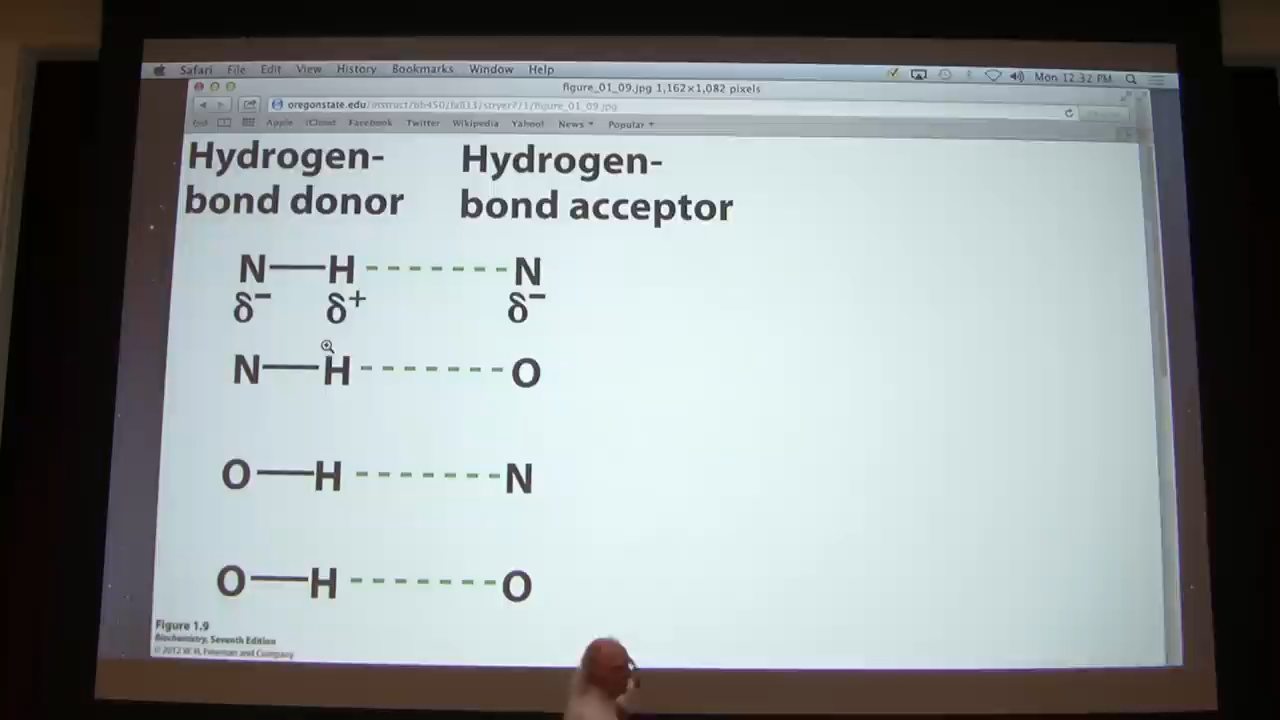 Safari File Edit View History Bookmarks Window Help Mon 12:32 PM
figure_01_09.jpg 1,162×1,082 pixels
oregonstate.edu/instruct/bb450/fall13/stryer7/1/figure_01_09.jpg
Apple iCloud Facebook Twitter Wikipedia Yahoo! News Popular
Hydrogen-
bond donor
Hydrogen-
bond acceptor
N—H-------N
δ− δ+ δ−
N—H-------O
O—H-------N
O—H-------O
Figure 1.9
Biochemistry, Seventh Edition
© 2012 W. H. Freeman and Company